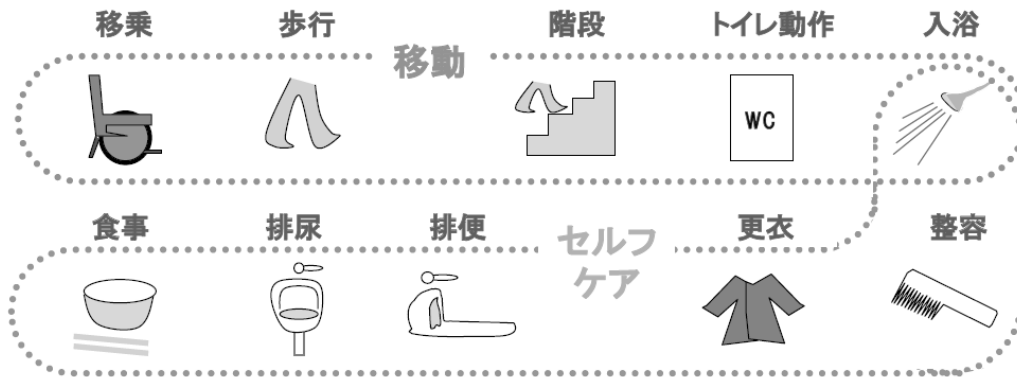 移乗 歩行 階段 トイレ動作 入浴
移動
WC
食事 排尿 排便 更衣 整容
セルフ
ケア